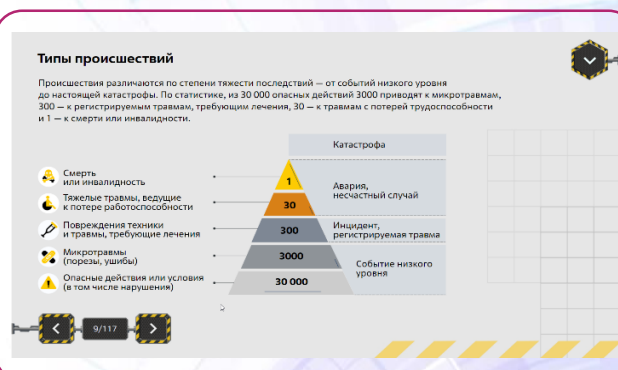 Типы происшествий
Происшествия различаются по степени тяжести последствий — от событий низкого уровня
до настоящей катастрофы. По статистике, из 30 000 опасных действий 3000 приводят к микротравмам,
300 — к регистрируемым травмам, требующим лечения, 30 — к травмам с потерей трудоспособности
и 1 — к смерти или инвалидности.
Катастрофа
Смерть
или инвалидность
1
Авария,
несчастный случай
Тяжелые травмы, ведущие
к потере работоспособности
30
Повреждения техники
и травмы, требующие лечения
300
Инцидент,
регистрируемая травма
Микротравмы
(порезы, ушибы)
3000
Событие низкого
уровня
Опасные действия или условия
(в том числе нарушения)
30 000
9/117